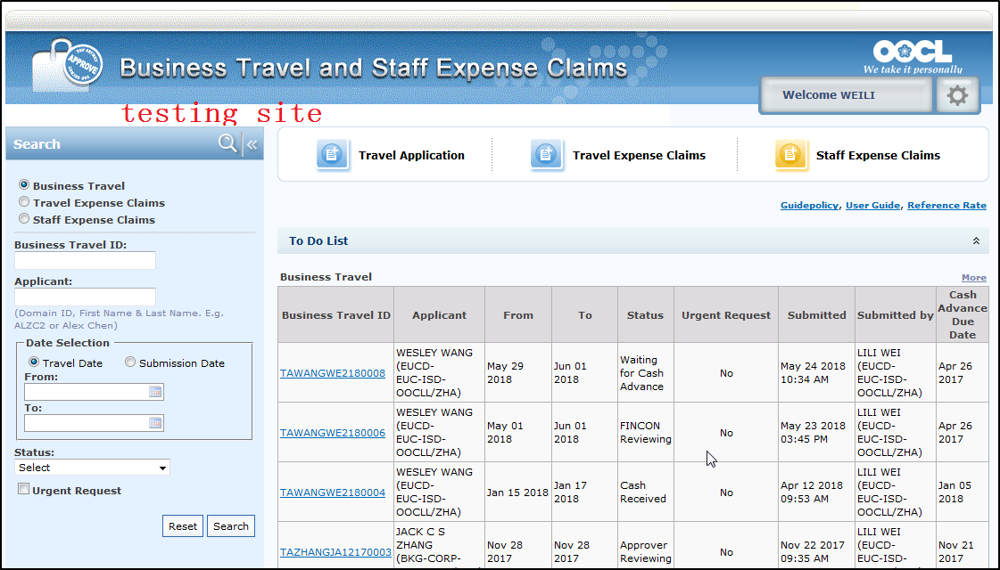 APPROVE
Business Travel and Staff Expense Claims
OOCL
We take it personally
testing site
Welcome WEILI
Search
Travel Application
Travel Expense Claims
Staff Expense Claims
Business Travel
Travel Expense Claims
Staff Expense Claims
Guidepolicy, User Guide, Reference Rate
Business Travel ID:
To Do List
Applicant:
(Domain ID, First Name & Last Name. E.g.
ALZC2 or Alex Chen)
Date Selection
Travel Date
Submission Date
From:
To:
Status:
Select
Urgent Request
Reset
Search
Business Travel
More
Business Travel ID
Applicant
From
To
Status
Urgent Request
Submitted
Submitted by
Cash
Advance
Due
Date
TAWANGWE2180008
WESLEY WANG
(EUCD-
EUC-ISD-
OOCLL/ZHA)
May 29
2018
Jun 01
2018
Waiting
for Cash
Advance
No
May 24 2018
10:34 AM
LILI WEI
(EUCD-
EUC-ISD-
OOCLL/ZHA)
Apr 26
2017
TAWANGWE2180006
WESLEY WANG
(EUCD-
EUC-ISD-
OOCLL/ZHA)
May 01
2018
Jun 01
2018
FINCON
Reviewing
No
May 23 2018
03:45 PM
LILI WEI
(EUCD-
EUC-ISD-
OOCLL/ZHA)
Apr 26
2017
TAWANGWE2180004
WESLEY WANG
(EUCD-
EUC-ISD-
OOCLL/ZHA)
Jan 15 2018
Jan 17
2018
Cash
Received
No
Apr 12 2018
09:53 AM
LILI WEI
(EUCD-
EUC-ISD-
OOCLL/ZHA)
Jan 05
2018
TAZHANGJA12170003
JACK C S
ZHANG
(BKG-CORP-
Nov 28
2017
Nov 28
2017
Approver
Reviewing
No
Nov 22 2017
09:35 AM
LILI WEI
(EUCD-
EUC-ISD-
Nov 21
2017